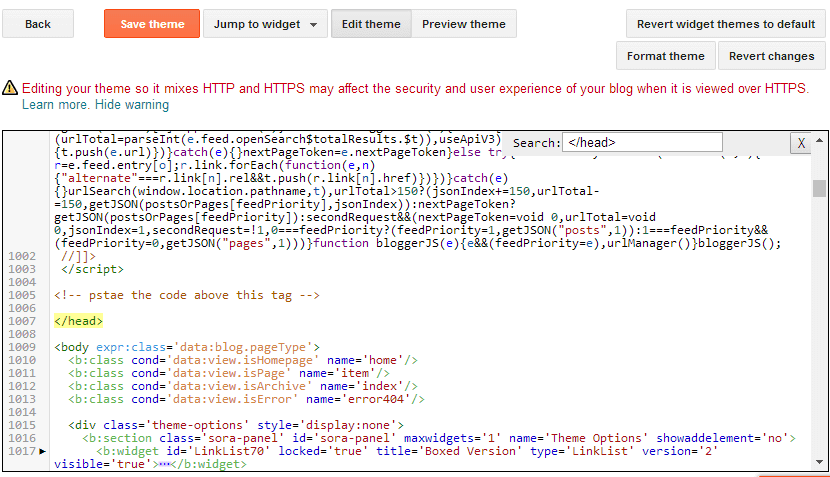 Back Save theme Jump to widget Edit theme Preview theme Revert widget themes to default
Format theme Revert changes
Editing your theme so it mixes HTTP and HTTPS may affect the security and user experience of your blog when it is viewed over HTTPS.
Learn more. Hide warning
(urlTotal=parseInt(e.feed.openSearch$totalResults.$t)),useApiV3)
Search: </head> X
{t.push(e.url)})}catch(e){}nextPageToken=e.nextPageToken}else try{
r=e.feed.entry[o];r.link.forEach(function(e,n)
{"alternate"===r.link[n].rel&&t.push(r.link[n].href)})})}catch(e)
{}urlSearch(window.location.pathname,t),urlTotal>150?(jsonIndex+=150,urlTotal-
=150,getJSON(postsOrPages[feedPriority],jsonIndex)):nextPageToken?
getJSON(postsOrPages[feedPriority]):secondRequest&&(nextPageToken=void 0,urlTotal=void
0,jsonIndex=1,secondRequest=!1,0===feedPriority?(feedPriority=1,getJSON("posts",1)):1===feedPriority&&
(feedPriority=0,getJSON("pages",1)))}function bloggerJS(e){e&&(feedPriority=e),urlManager()}bloggerJS();
1002 //]]>
1003 </script>
1004
1005 <!-- pstae the code above this tag -->
1006
1007 </head>
1008
1009 <body expr:class='data:blog.pageType'>
1010 <b:class cond='data:view.isHomepage' name='home'/>
1011 <b:class cond='data:view.isPage' name='item'/>
1012 <b:class cond='data:view.isArchive' name='index'/>
1013 <b:class cond='data:view.isError' name='error404'/>
1014
1015 <div class='theme-options' style='display:none'>
1016 <b:section class='sora-panel' id='sora-panel' maxwidgets='1' name='Theme Options' showaddelement='no'>
1017 <b:widget id='LinkList70' locked='true' title='Boxed Version' type='LinkList' version='2'
visible='true'></b:widget>